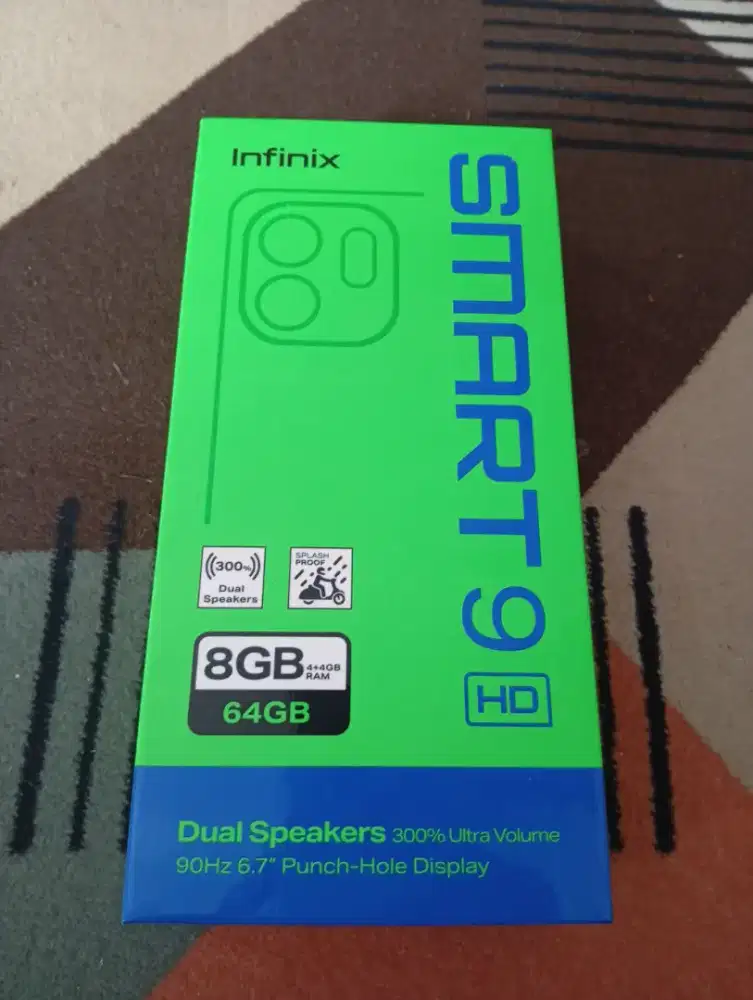 Infinix
SMART 9
HD
300%
Dual
Speakers
SPLASH
PROOF
8GB 4+4GB
RAM
64GB
Dual Speakers 300% Ultra Volume
90Hz 6.7" Punch-Hole Display